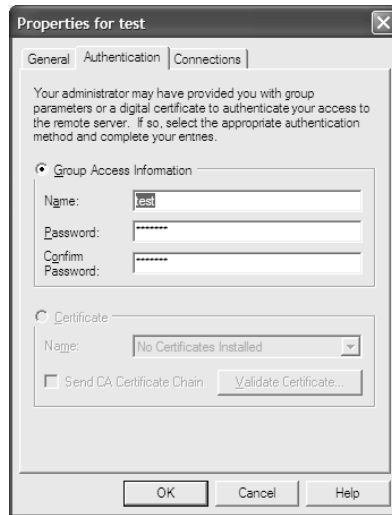 Properties for test
General Authentication Connections
Your administrator may have provided you with group
parameters or a digital certificate to authenticate your access to
the remote server. If so, select the appropriate authentication
method and complete your entries.
Group Access Information
Name: test
Password: *******
Confirm
Password: *******
Certificate
Name: No Certificates Installed
Send CA Certificate Chain Validate Certificate...
OK Cancel Help